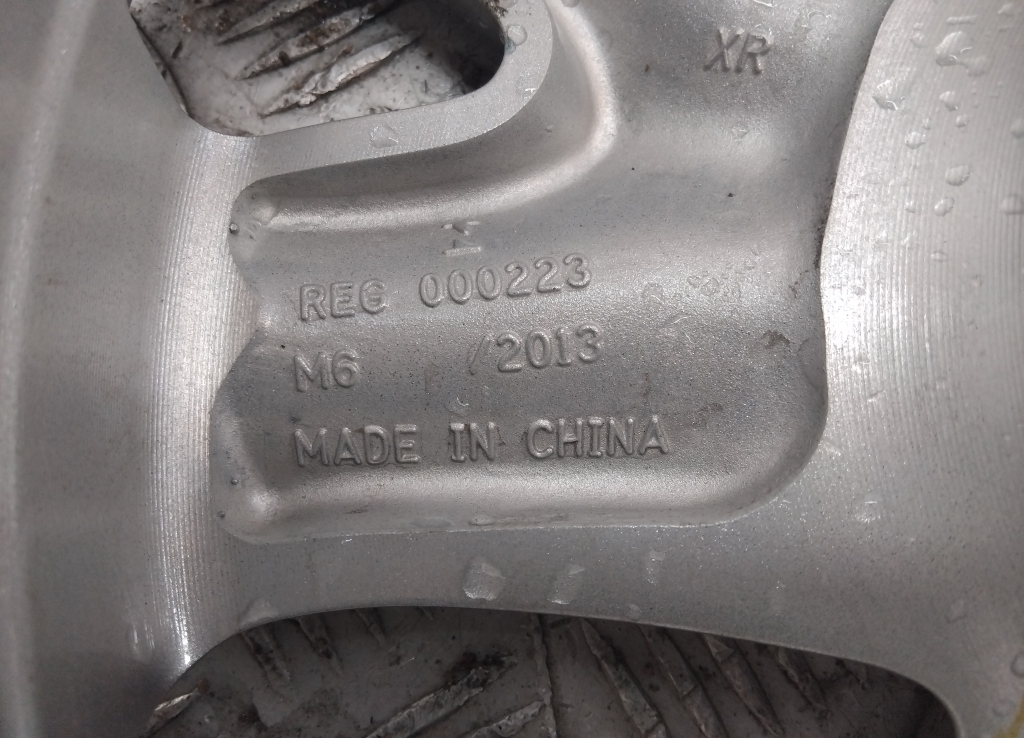 XR
REG 000223
M6 /2013
MADE IN CHINA